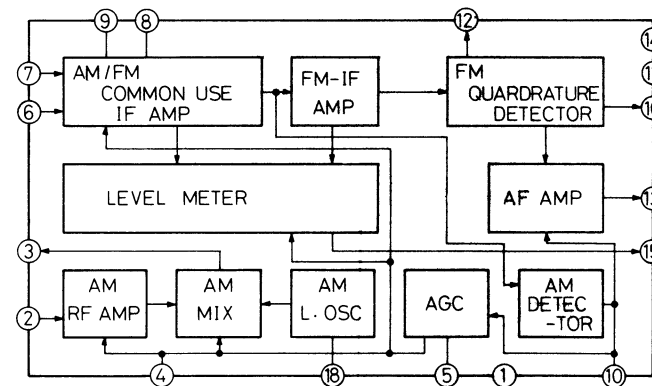 9 8 12
14
7 AM/FM FM-IF FM
COMMON USE AMP QUARDRATURE
6 IF AMP DETECTOR
LEVEL METER AF AMP
3
AM AM AM AGC AM
2 RF AMP MIX L·OSC DETEC
-TOR
4 18 5 1 10